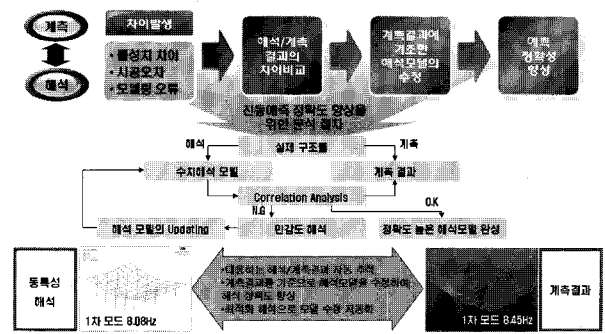 계측
해석
차이발생
• 물성치 차이
• 시공오차
• 모델링 오류
해석/계측
결과의
차이비교
계측결과에
기초한
해석모델의
수정
예측
정확성
향상
진동예측 정확도 향상을
위한 분석 절차
해석
실제 구조물
계측
수치해석 모델
계측 결과
Correlation Analysis
N.G
O.K
해석 모델의 Updating
민감도 해석
정확도 높은 해석모델 완성
동특성
해석
1차 모드 8.08Hz
•대응하는 해석/계측결과 자동 추적
•계측결과를 기준으로 해석모델을 수정하여
해석 정확도 향상
•최적화 해석으로 모델 수정 자동화
1차 모드 8.45Hz
계측결과